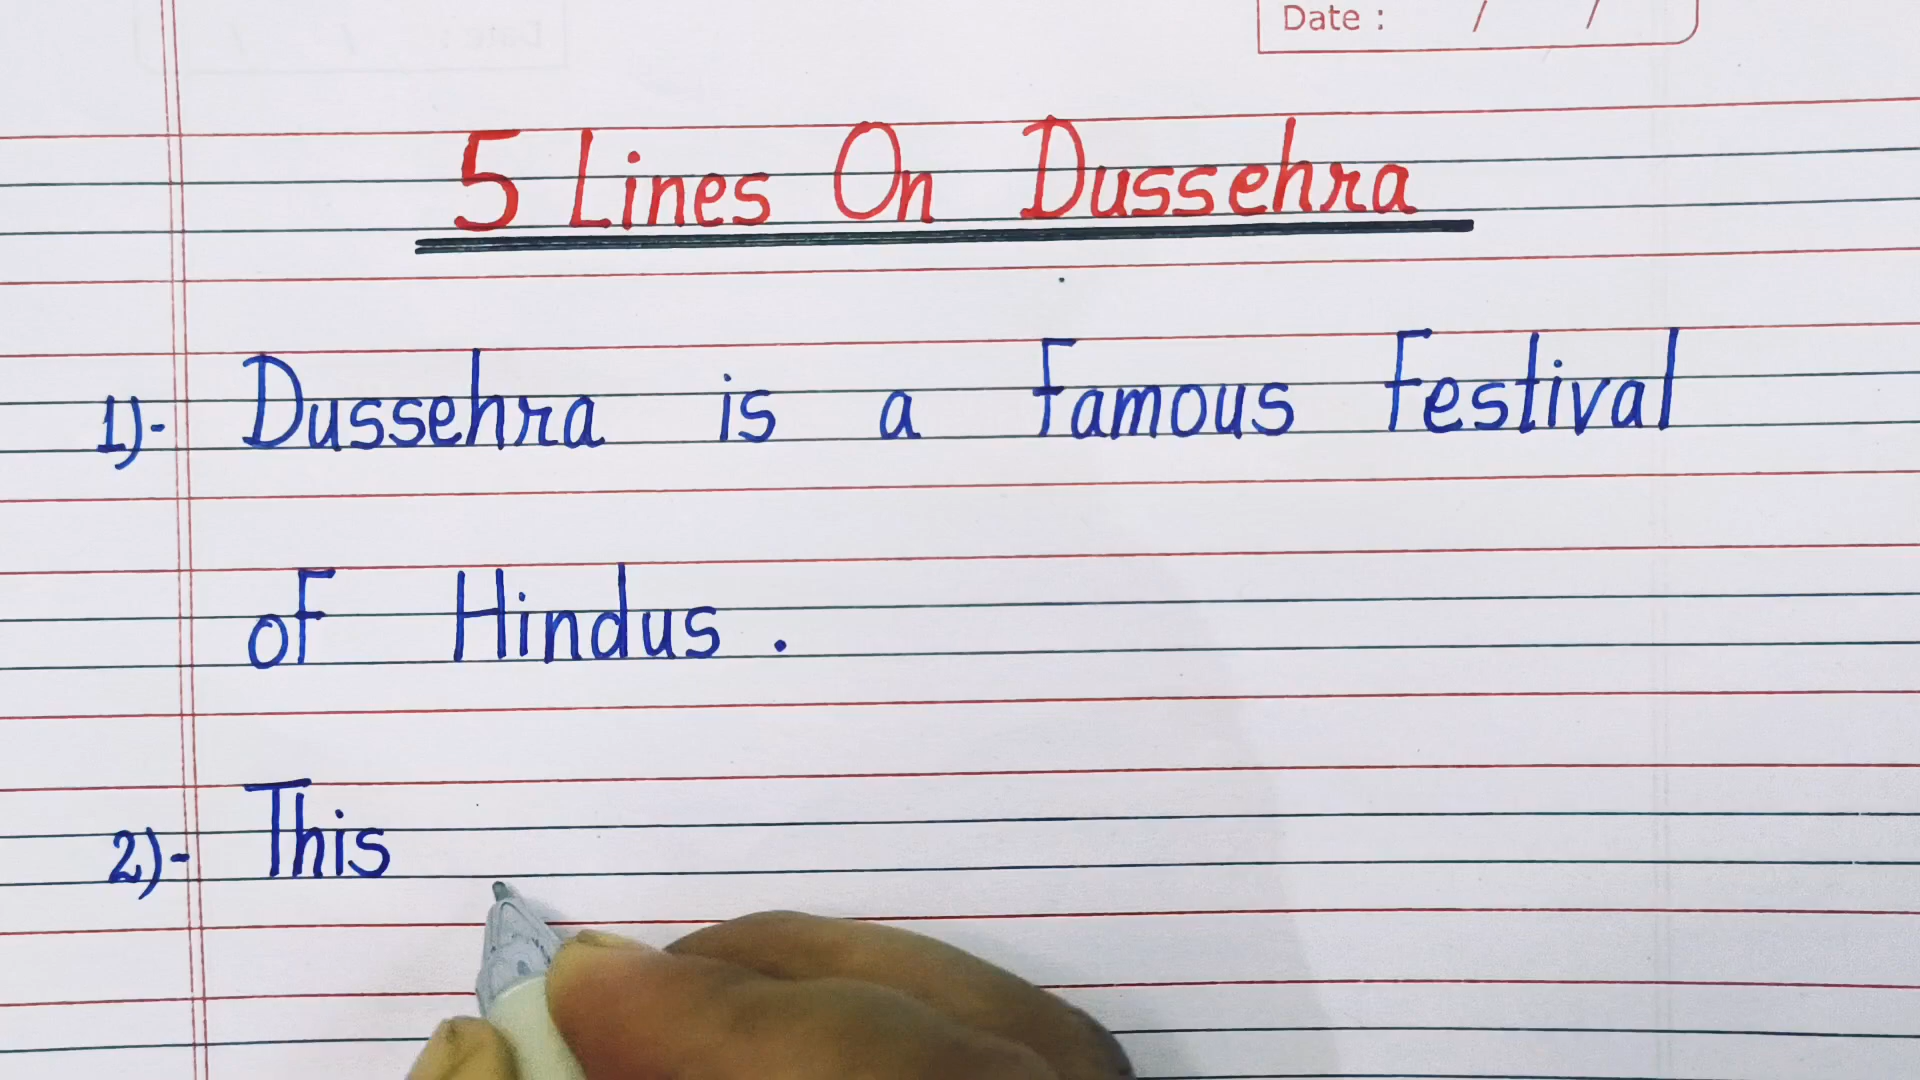 Date :   /   /
5 Lines On Dussehra
1)- Dussehra is a famous festival
of Hindus .
2)- This